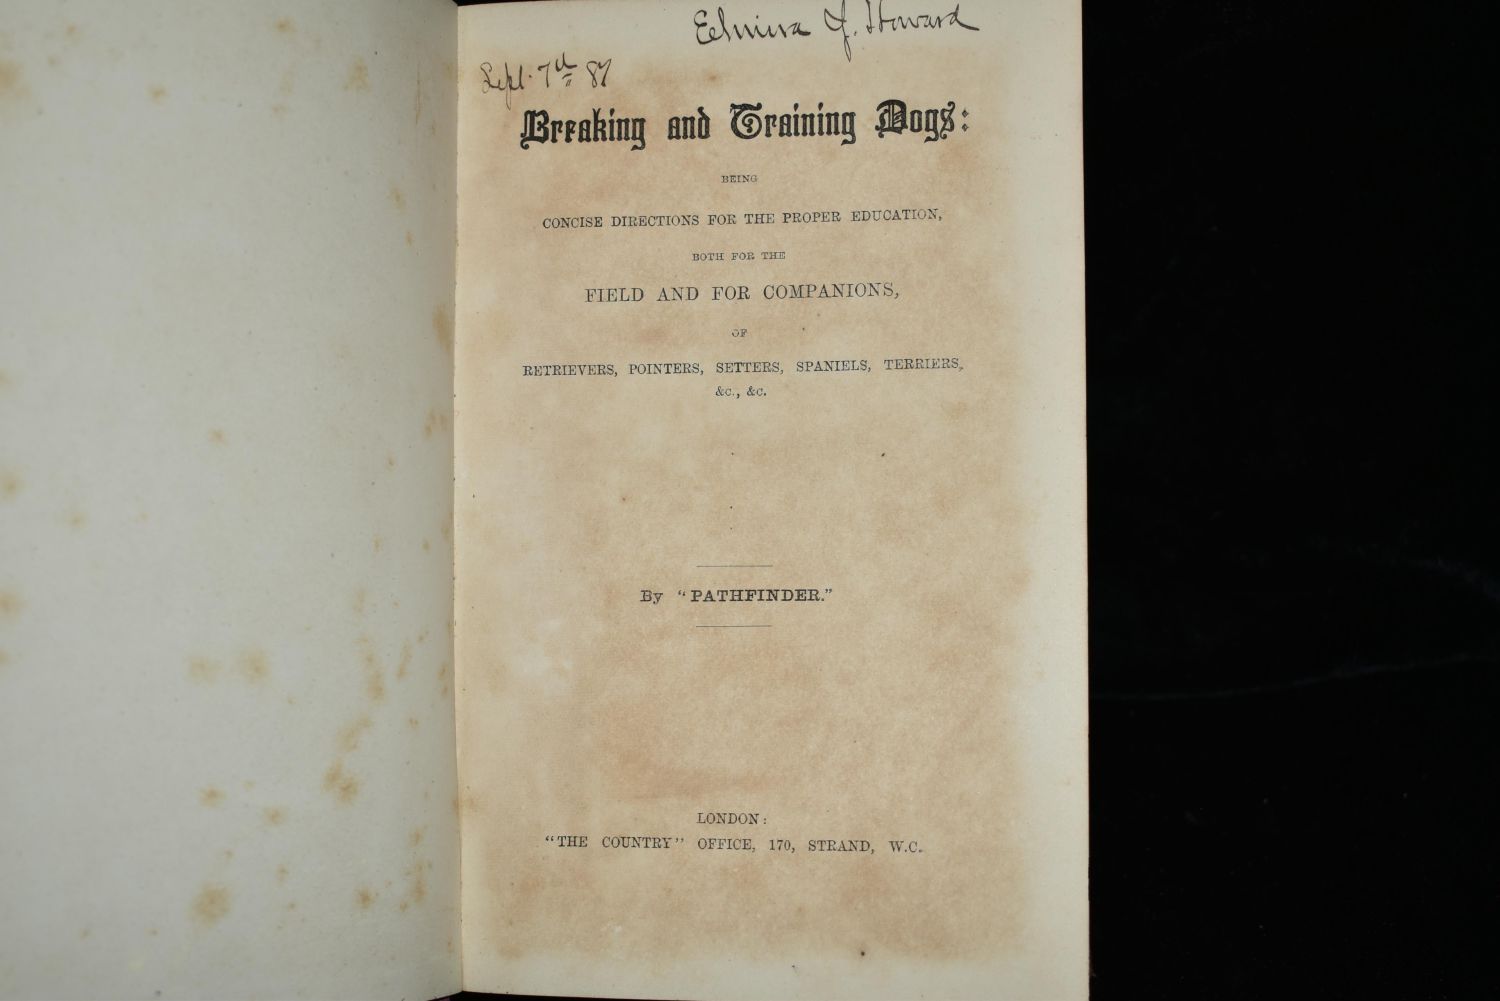 Edmina J. Howard
Sept. 7th 87
Breaking and Training Dogs:
BEING
CONCISE DIRECTIONS FOR THE PROPER EDUCATION,
BOTH FOR THE
FIELD AND FOR COMPANIONS,
OF
RETRIEVERS, POINTERS, SETTERS, SPANIELS, TERRIERS,
&C., &C.
By "PATHFINDER."
LONDON:
"THE COUNTRY" OFFICE, 170, STRAND, W.C.